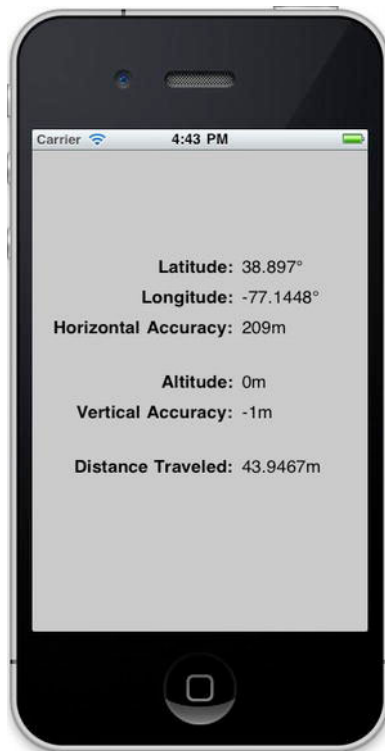 Carrier 4:43 PM
Latitude: 38.897°
Longitude: -77.1448°
Horizontal Accuracy: 209m
Altitude: 0m
Vertical Accuracy: -1m
Distance Traveled: 43.9467m